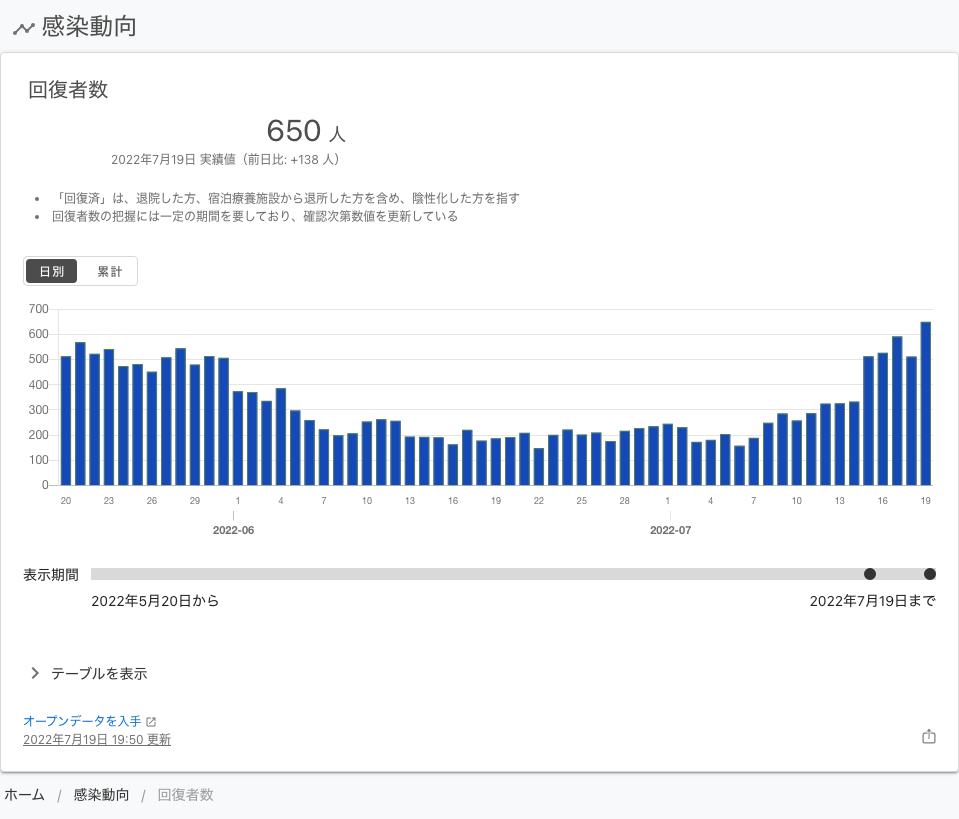 感染動向
回復者数
650 人
2022年7月19日 実績値（前日比: +138 人）
「回復済」は、退院した方、宿泊療養施設から退所した方を含め、陰性化した方を指す
回復者数の把握には一定の期間を要しており、確認次第数値を更新している
日別 累計
700
600
500
400
300
200
100
0
20 23 26 29 1 4 7 10 13 16 19 22 25 28 1 4 7 10 13 16 19
2022-06 2022-07
表示期間
2022年5月20日から 2022年7月19日まで
テーブルを表示
オープンデータを入手
2022年7月19日 19:50 更新
ホーム / 感染動向 / 回復者数